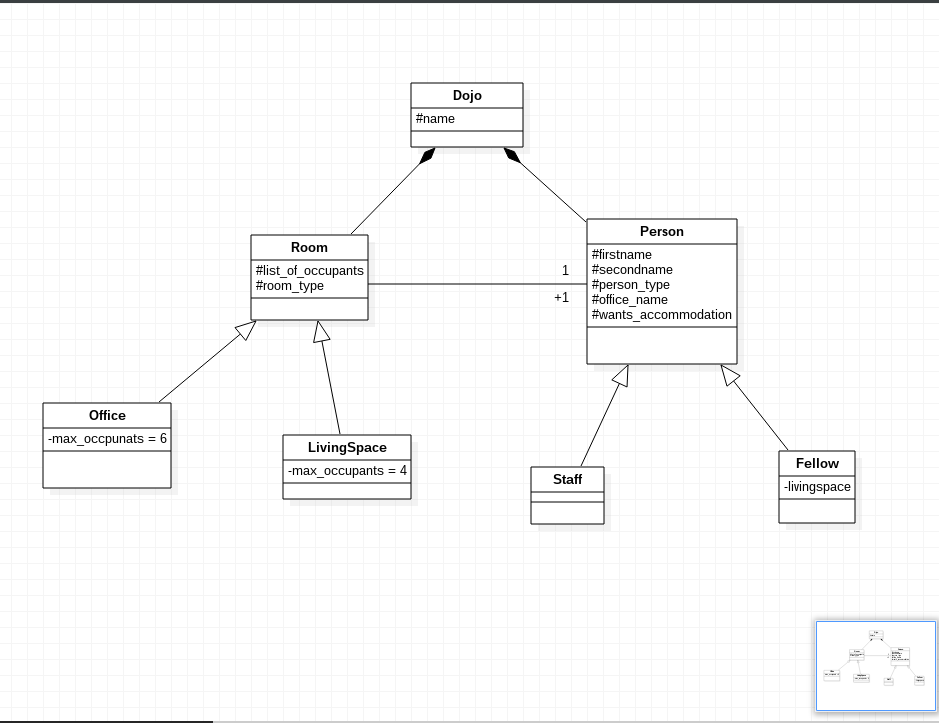 Dojo
#name
Room
#list_of_occupants
#room_type
1
+1
Person
#firstname
#secondname
#person_type
#office_name
#wants_accommodation
Office
-max_occpunats = 6
LivingSpace
-max_occupants = 4
Staff
Fellow
-livingspace